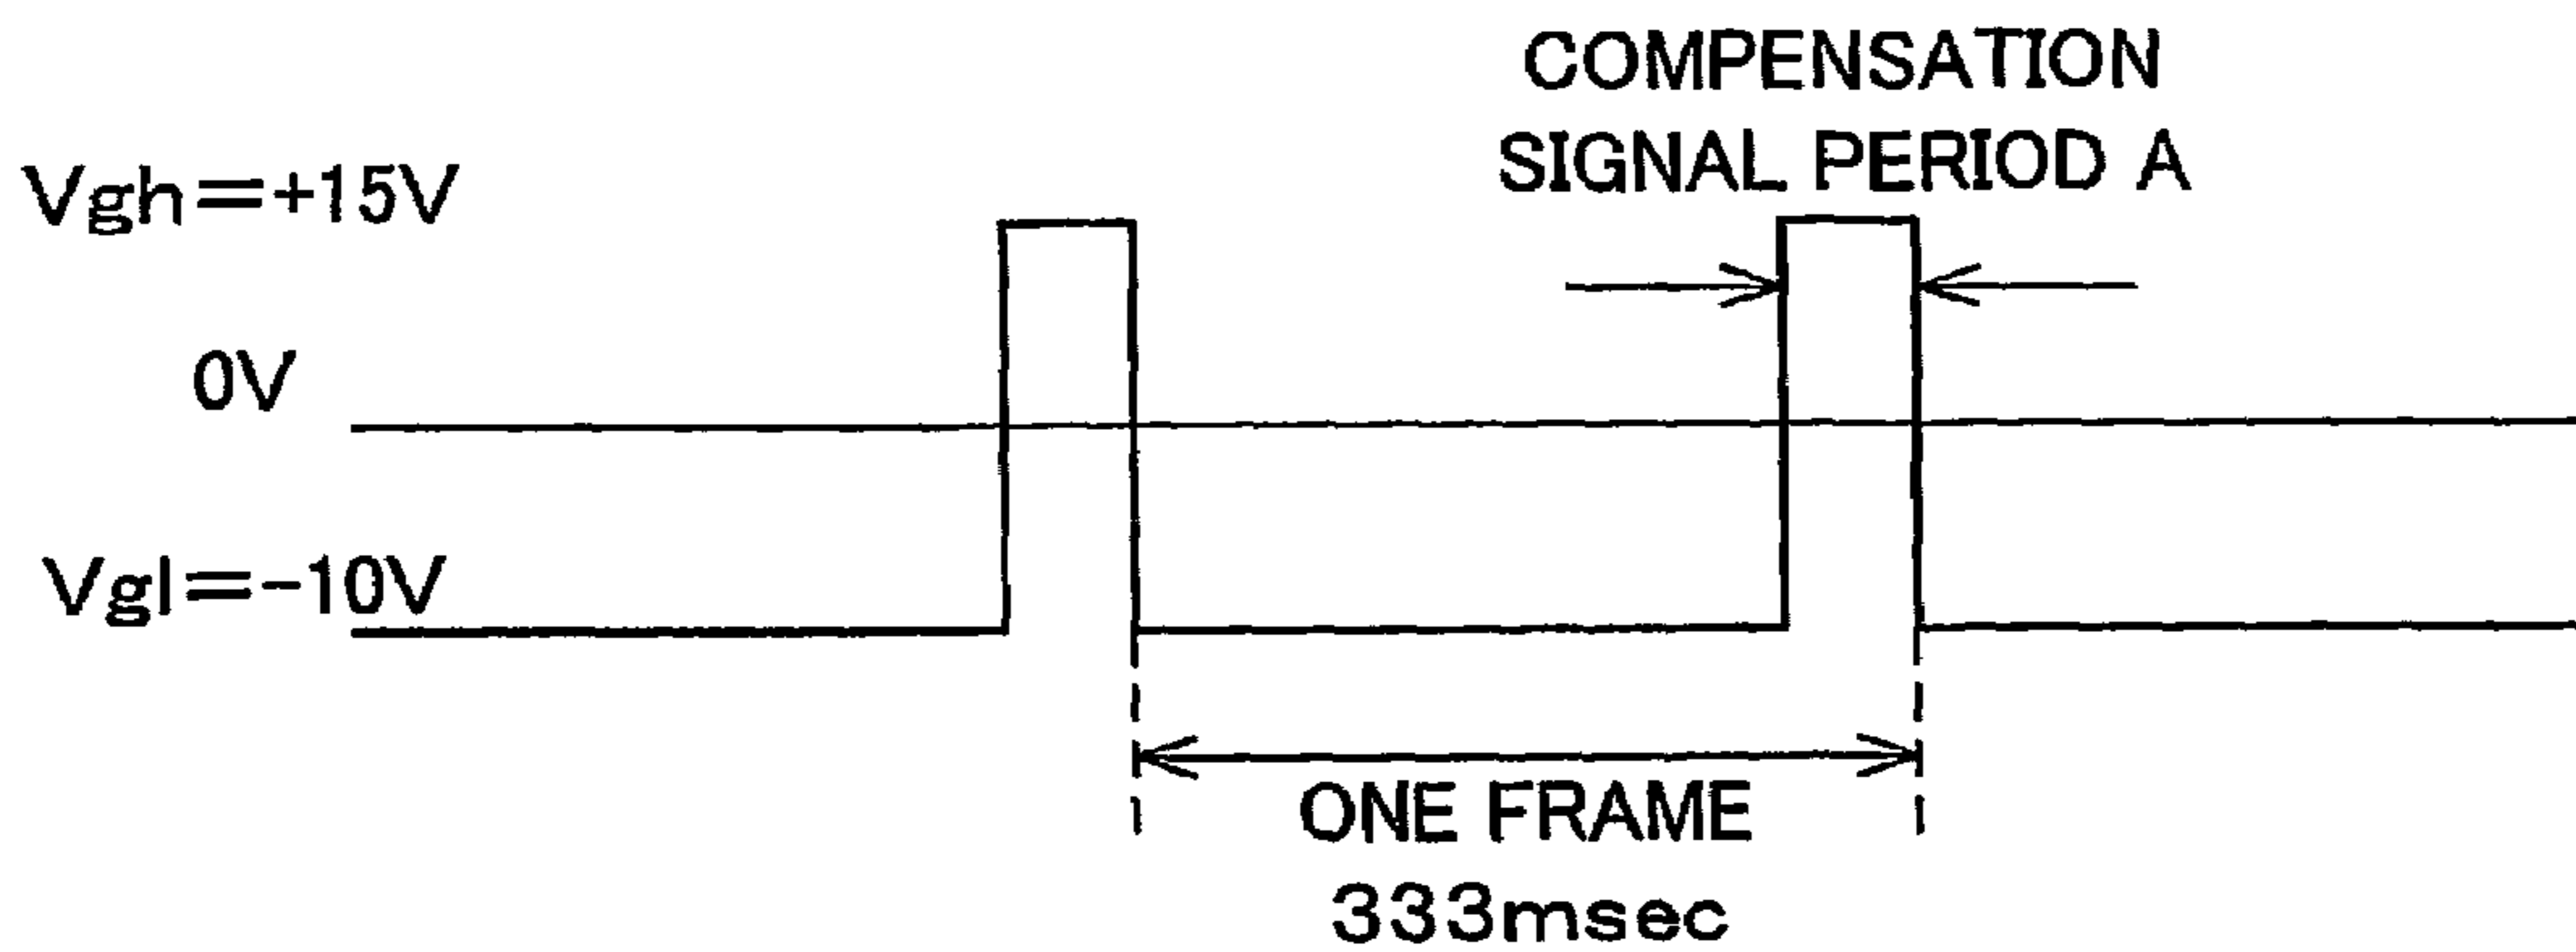 COMPENSATION
SIGNAL PERIOD A
Vgh=+15V
0V
Vgl=-10V
ONE FRAME
333msec